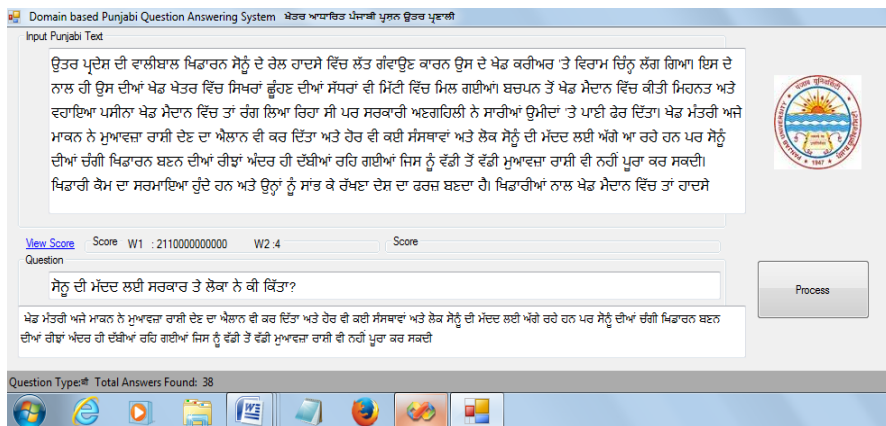 Domain based Punjabi Question Answering System ਖੇਤਰ ਆਧਾਰਿਤ ਪੰਜਾਬੀ ਪ੍ਰਸ਼ਨ ਉੱਤਰ ਪ੍ਰਣਾਲੀ
Input Punjabi Text
ਉੱਤਰ ਪ੍ਰਦੇਸ਼ ਦੀ ਵਾਲੀਬਾਲ ਖਿਡਾਰਨ ਸੋਨੂੰ ਦੇ ਰੇਲ ਹਾਦਸੇ ਵਿੱਚ ਲੱਤ ਗੰਵਾਉਣ ਕਾਰਨ ਉਸ ਦੇ ਖੇਡ ਕਰੀਅਰ 'ਤੇ ਵਿਰਾਮ ਚਿੰਨ੍ਹ ਲੱਗ ਗਿਆ। ਇਸ ਦੇ
ਨਾਲ ਹੀ ਉਸ ਦੀਆਂ ਖੇਡ ਖੇਤਰ ਵਿੱਚ ਸਿਖਰਾਂ ਛੂੰਹਣ ਦੀਆਂ ਸੱਧਰਾਂ ਵੀ ਮਿੱਟੀ ਵਿੱਚ ਮਿਲ ਗਈਆਂ। ਬਚਪਨ ਤੋਂ ਖੇਡ ਮੈਦਾਨ ਵਿੱਚ ਕੀਤੀ ਮਿਹਨਤ ਅਤੇ
ਵਹਾਇਆ ਪਸੀਨਾ ਖੇਡ ਮੈਦਾਨ ਵਿੱਚ ਤਾਂ ਰੰਗ ਲਿਆ ਰਿਹਾ ਸੀ ਪਰ ਸਰਕਾਰੀ ਅਣਗਹਿਲੀ ਨੇ ਸਾਰੀਆਂ ਉਮੀਦਾਂ 'ਤੇ ਪਾਣੀ ਫੇਰ ਦਿੱਤਾ। ਖੇਡ ਮੰਤਰੀ ਅਜੇ
ਮਾਕਨ ਨੇ ਮੁਆਵਜ਼ਾ ਰਾਸ਼ੀ ਦੇਣ ਦਾ ਐਲਾਨ ਵੀ ਕਰ ਦਿੱਤਾ ਅਤੇ ਹੋਰ ਵੀ ਕਈ ਸੰਸਥਾਵਾਂ ਅਤੇ ਲੋਕ ਸੋਨੂੰ ਦੀ ਮੱਦਦ ਲਈ ਅੱਗੇ ਆ ਰਹੇ ਹਨ ਪਰ ਸੋਨੂੰ
ਦੀਆਂ ਚੰਗੀ ਖਿਡਾਰਨ ਬਣਨ ਦੀਆਂ ਰੀਝਾਂ ਅੰਦਰ ਹੀ ਦੱਬੀਆਂ ਰਹਿ ਗਈਆਂ ਜਿਸ ਨੂੰ ਵੱਡੀ ਤੋਂ ਵੱਡੀ ਮੁਆਵਜ਼ਾ ਰਾਸ਼ੀ ਵੀ ਨਹੀਂ ਪੂਰਾ ਕਰ ਸਕਦੀ।
ਖਿਡਾਰੀ ਕੌਮ ਦਾ ਸਰਮਾਇਆ ਹੁੰਦੇ ਹਨ ਅਤੇ ਉਨ੍ਹਾਂ ਨੂੰ ਸਾਂਭ ਕੇ ਰੱਖਣਾ ਦੇਸ਼ ਦਾ ਫਰਜ਼ ਬਣਦਾ ਹੈ। ਖਿਡਾਰੀਆਂ ਨਾਲ ਖੇਡ ਮੈਦਾਨ ਵਿੱਚ ਤਾਂ ਹਾਦਸੇ
View Score Score W1 : 2110000000000 W2 :4 Score
Question
ਸੋਨੂ ਦੀ ਮੱਦਦ ਲਈ ਸਰਕਾਰ ਤੇ ਲੋਕਾ ਨੇ ਕੀ ਕਿੱਤਾ?
Process
ਖੇਡ ਮੰਤਰੀ ਅਜੇ ਮਾਕਨ ਨੇ ਮੁਆਵਜ਼ਾ ਰਾਸ਼ੀ ਦੇਣ ਦਾ ਐਲਾਨ ਵੀ ਕਰ ਦਿੱਤਾ ਅਤੇ ਹੋਰ ਵੀ ਕਈ ਸੰਸਥਾਵਾਂ ਅਤੇ ਲੋਕ ਸੋਨੂੰ ਦੀ ਮੱਦਦ ਲਈ ਅੱਗੇ ਰਹੇ ਹਨ ਪਰ ਸੋਨੂੰ ਦੀਆਂ ਚੰਗੀ ਖਿਡਾਰਨ ਬਣਨ
ਦੀਆਂ ਰੀਝਾਂ ਅੰਦਰ ਹੀ ਦੱਬੀਆਂ ਰਹਿ ਗਈਆਂ ਜਿਸ ਨੂੰ ਵੱਡੀ ਤੋਂ ਵੱਡੀ ਮੁਆਵਜ਼ਾ ਰਾਸ਼ੀ ਵੀ ਨਹੀਂ ਪੂਰਾ ਕਰ ਸਕਦੀ
Question Type: Total Answers Found: 38